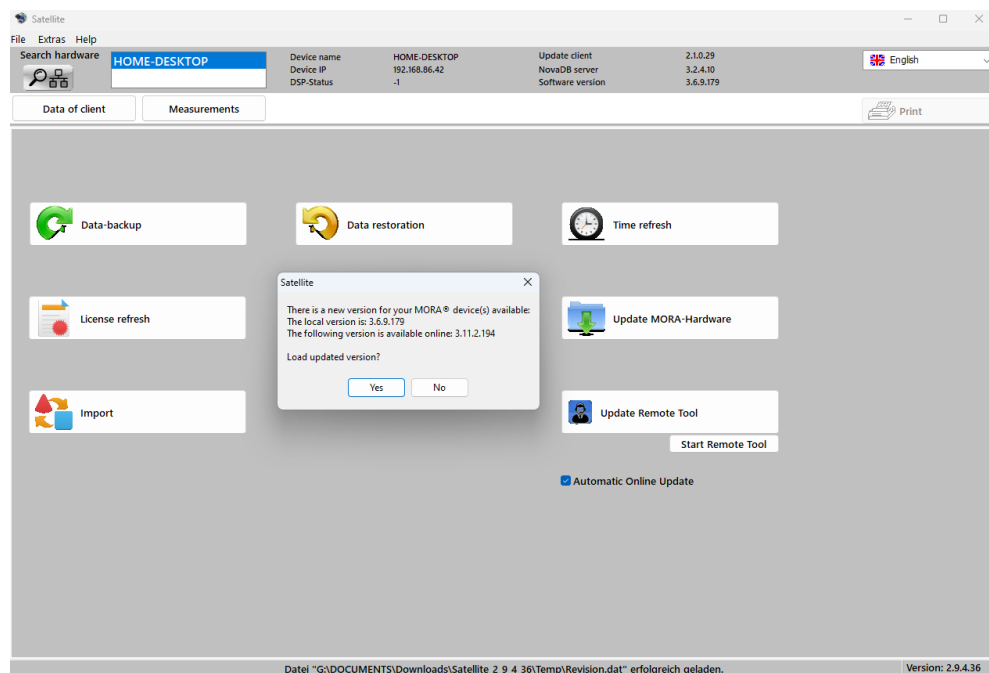 Satellite
File Extras Help
Search hardware
HOME-DESKTOP
Device name HOME-DESKTOP
Device IP 192.168.86.42
DSP-Status -1
Update client 2.1.0.29
NovaDB server 3.2.4.10
Software version 3.6.9.179
English
Data of client
Measurements
Print
Data-backup
Data restoration
Time refresh
License refresh
Update MORA-Hardware
Import
Update Remote Tool
Start Remote Tool
Automatic Online Update
Satellite
There is a new version for your MORA® device(s) available:
The local version is: 3.6.9.179
The following version is available online: 3.11.2.194
Load updated version?
Yes
No
Datei "G:\DOCUMENTS\Downloads\Satellite_2_9_4_36\Temp\Revision.dat" erfolgreich geladen.
Version: 2.9.4.36